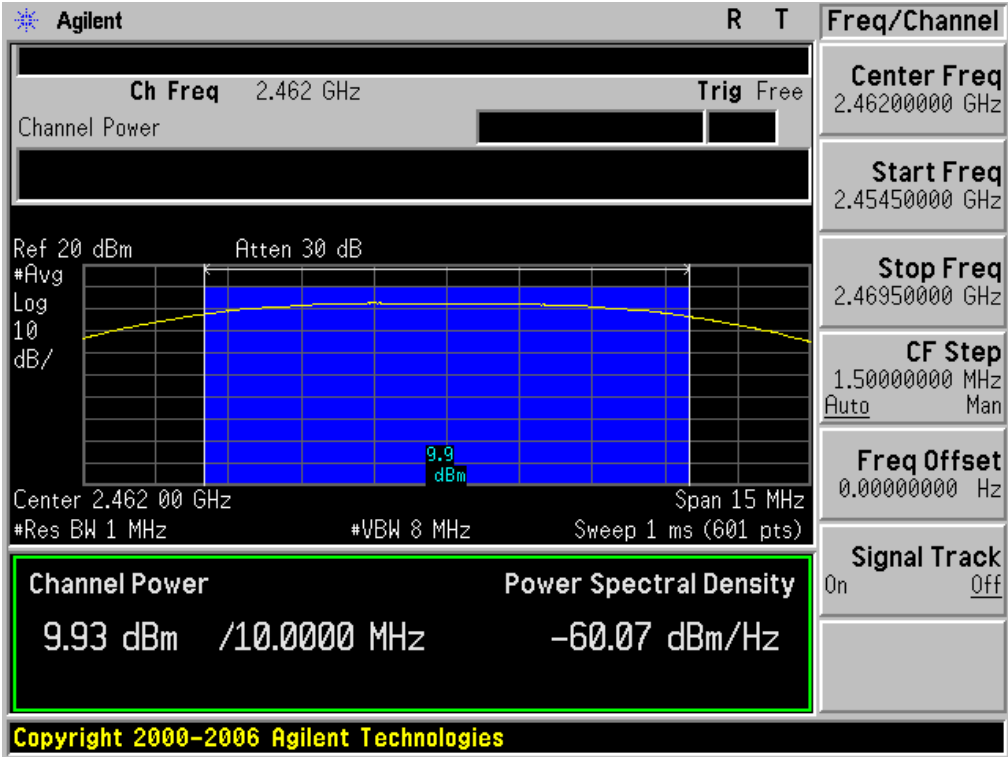 Agilent R T
Freq/Channel
Ch Freq 2.462 GHz Trig Free
Channel Power
Ref 20 dBm Atten 30 dB
#Avg
Log
10
dB/
9.9
dBm
Center 2.462 00 GHz Span 15 MHz
#Res BW 1 MHz #VBW 8 MHz Sweep 1 ms (601 pts)
Channel Power Power Spectral Density
9.93 dBm /10.0000 MHz -60.07 dBm/Hz
Center Freq
2.46200000 GHz
Start Freq
2.45450000 GHz
Stop Freq
2.46950000 GHz
CF Step
1.50000000 MHz
Auto Man
Freq Offset
0.00000000 Hz
Signal Track
On Off
Copyright 2000-2006 Agilent Technologies